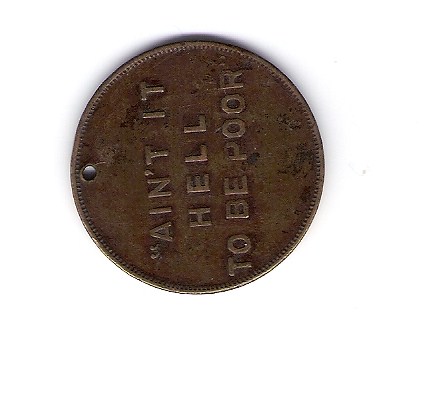 "AIN'T IT
HELL
TO BE POOR